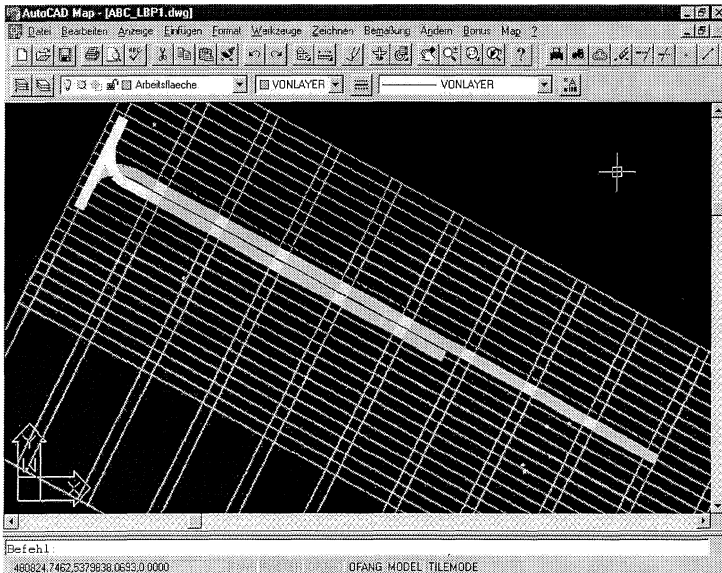 AutoCAD Map - [ABC_LBP1.dwg]
Datei Bearbeiten Anzeige Einfügen Format Werkzeuge Zeichnen Bemaßung Ändern Bonus Map ?
Arbeitsflaeche VONLAYER VONLAYER
Befehl:
480824.7462,5379838.0693,0.0000 OFANG MODEL TILEMODE